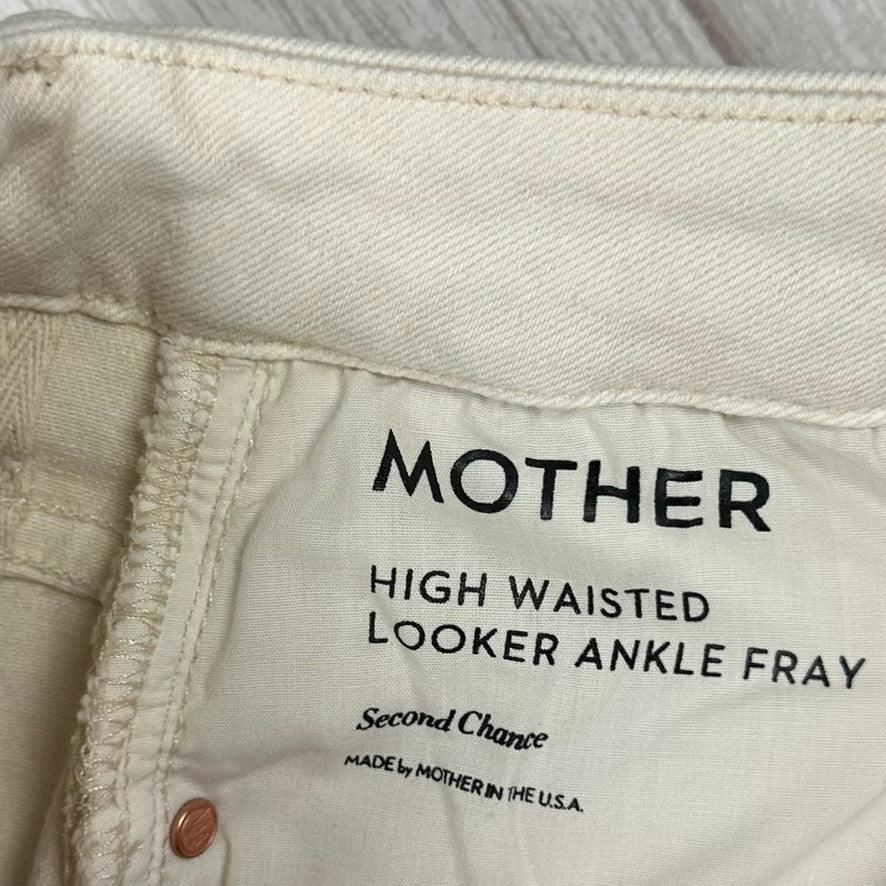 MOTHER
HIGH WAISTED
LOOKER ANKLE FRAY
Second Chance
MADE by MOTHER IN THE U.S.A.